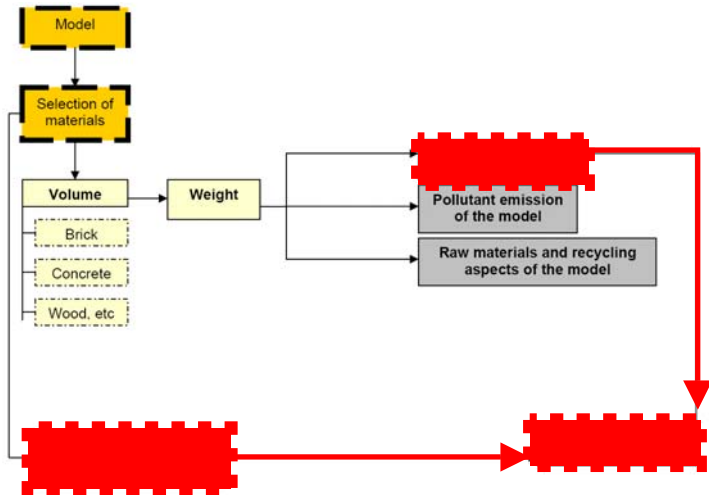 Model
Selection of
materials
Volume
Weight
Brick
Concrete
Wood, etc
Pollutant emission
of the model
Raw materials and recycling
aspects of the model